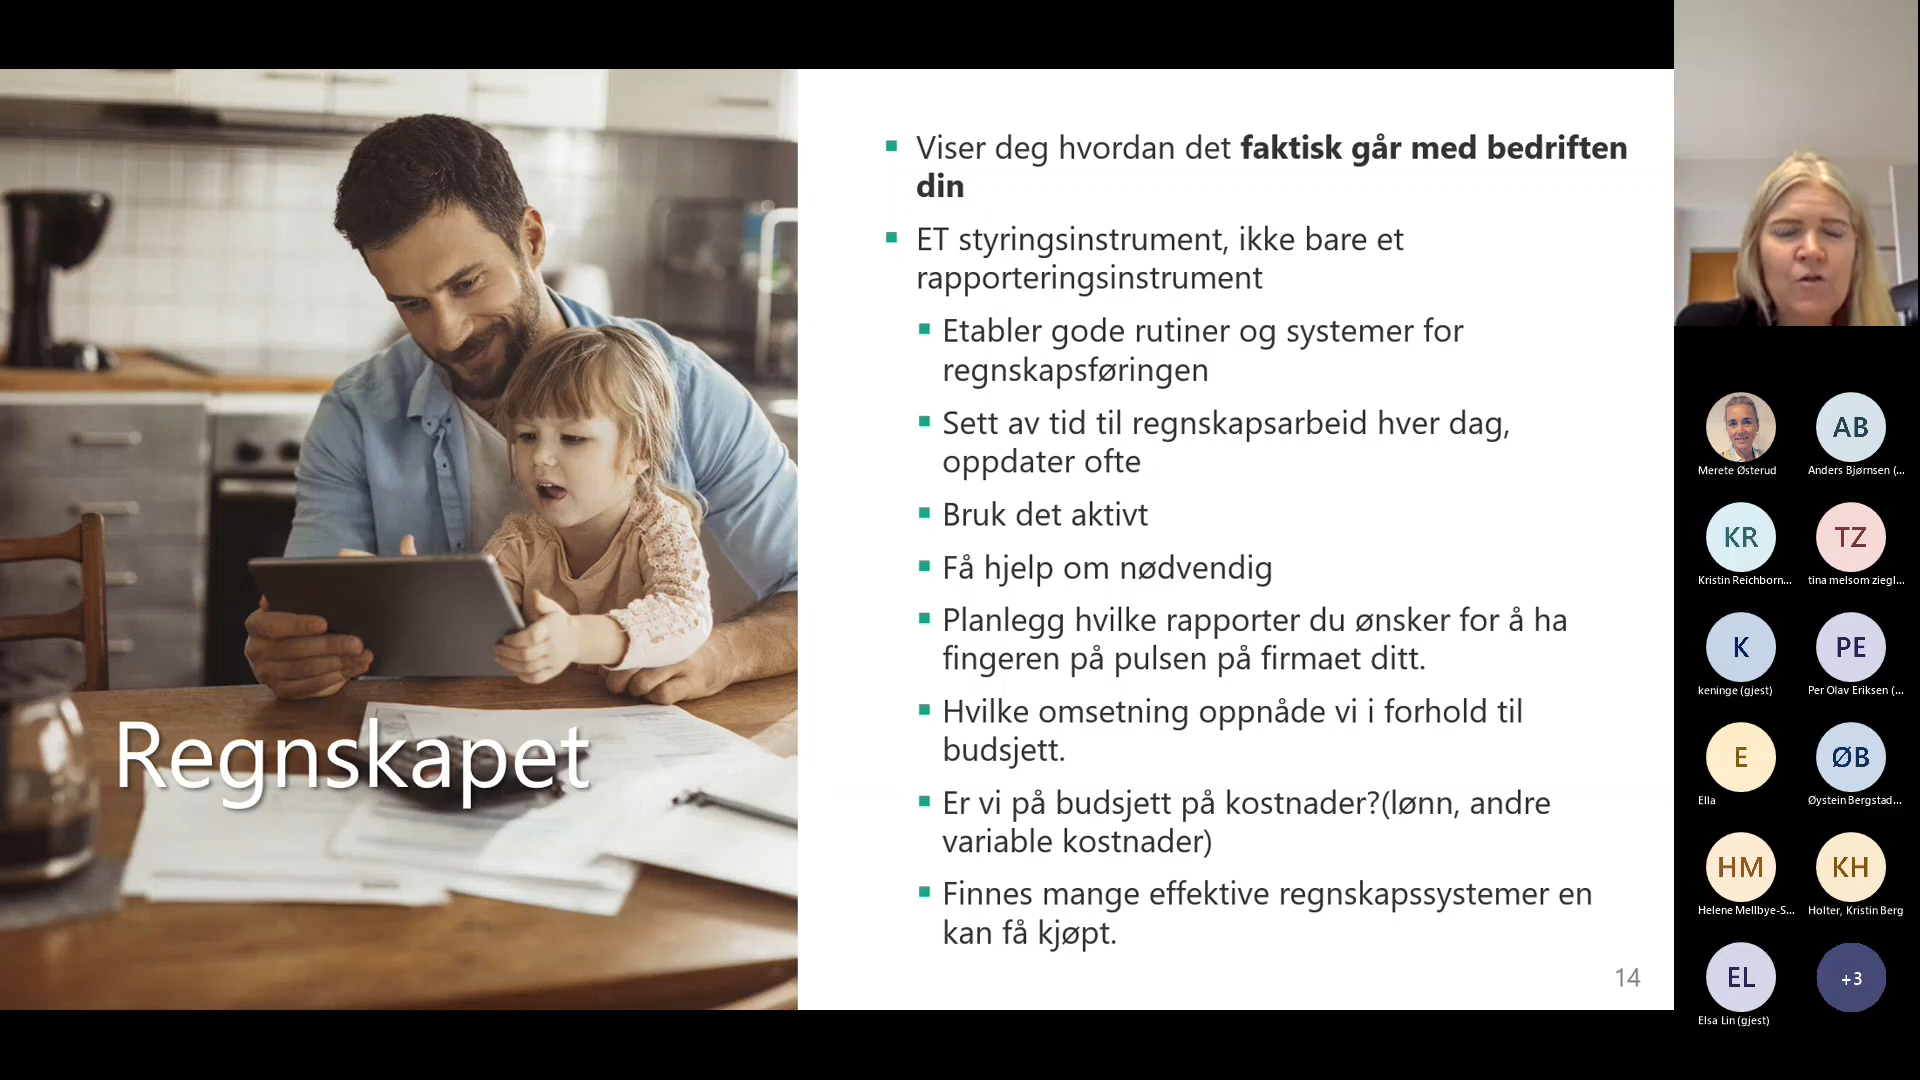 Viser deg hvordan det faktisk går med bedriften
din
ET styringsinstrument, ikke bare et
rapporteringsinstrument
Etabler gode rutiner og systemer for
regnskapsføringen
Sett av tid til regnskapsarbeid hver dag,
oppdater ofte
Bruk det aktivt
Få hjelp om nødvendig
Planlegg hvilke rapporter du ønsker for å ha
fingeren på pulsen på firmaet ditt.
Hvilke omsetning oppnåde vi i forhold til
budsjett.
Er vi på budsjett på kostnader?(lønn, andre
variable kostnader)
Finnes mange effektive regnskapssystemer en
kan få kjøpt.
Regnskapet
14
Merete Østerud
AB
Anders Bjørnsen (...
KR
Kristin Reichborn...
TZ
tina melsom ziegl...
K
keninge (gjest)
PE
Per Olav Eriksen (...
E
Ella
ØB
Øystein Bergstad...
HM
Helene Mellbye-S...
KH
Holter, Kristin Berg
EL
Elsa Lin (gjest)
+3